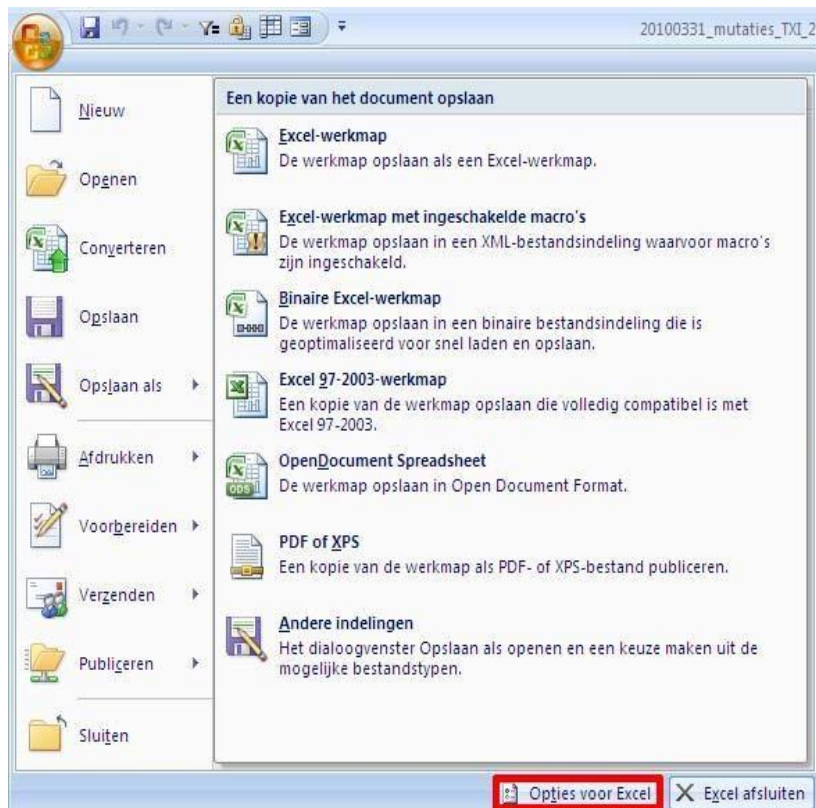 20100331_mutaties_TXI_2
Nieuw
Openen
Converteren
Opslaan
Opslaan als
Afdrukken
Voorbereiden
Verzenden
Publiceren
Sluiten
Een kopie van het document opslaan
Excel-werkmap
De werkmap opslaan als een Excel-werkmap.
Excel-werkmap met ingeschakelde macro's
De werkmap opslaan in een XML-bestandsindeling waarvoor macro's
zijn ingeschakeld.
Binaire Excel-werkmap
De werkmap opslaan in een binaire bestandsindeling die is
geoptimaliseerd voor snel laden en opslaan.
Excel 97-2003-werkmap
Een kopie van de werkmap opslaan die volledig compatibel is met
Excel 97-2003.
OpenDocument Spreadsheet
De werkmap opslaan in Open Document Format.
ODS
PDF of XPS
Een kopie van de werkmap als PDF- of XPS-bestand publiceren.
Andere indelingen
Het dialoogvenster Opslaan als openen en een keuze maken uit de
mogelijke bestandstypen.
Opties voor Excel
Excel afsluiten